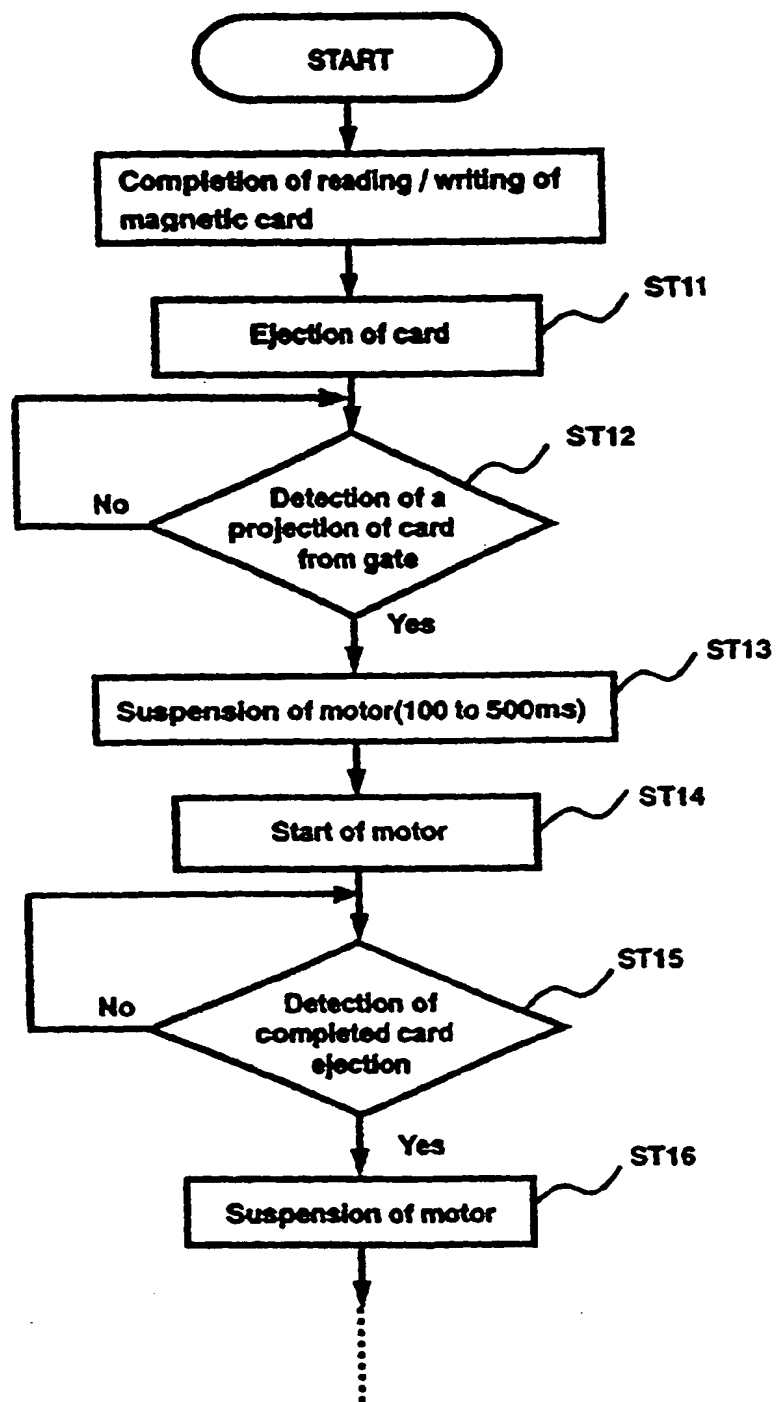 START
Completion of reading / writing of
magnetic card
ST11
Ejection of card
ST12
No
Detection of a
projection of card
from gate
Yes
ST13
Suspension of motor(100 to 500ms)
ST14
Start of motor
ST15
No
Detection of
completed card
ejection
Yes
ST16
Suspension of motor